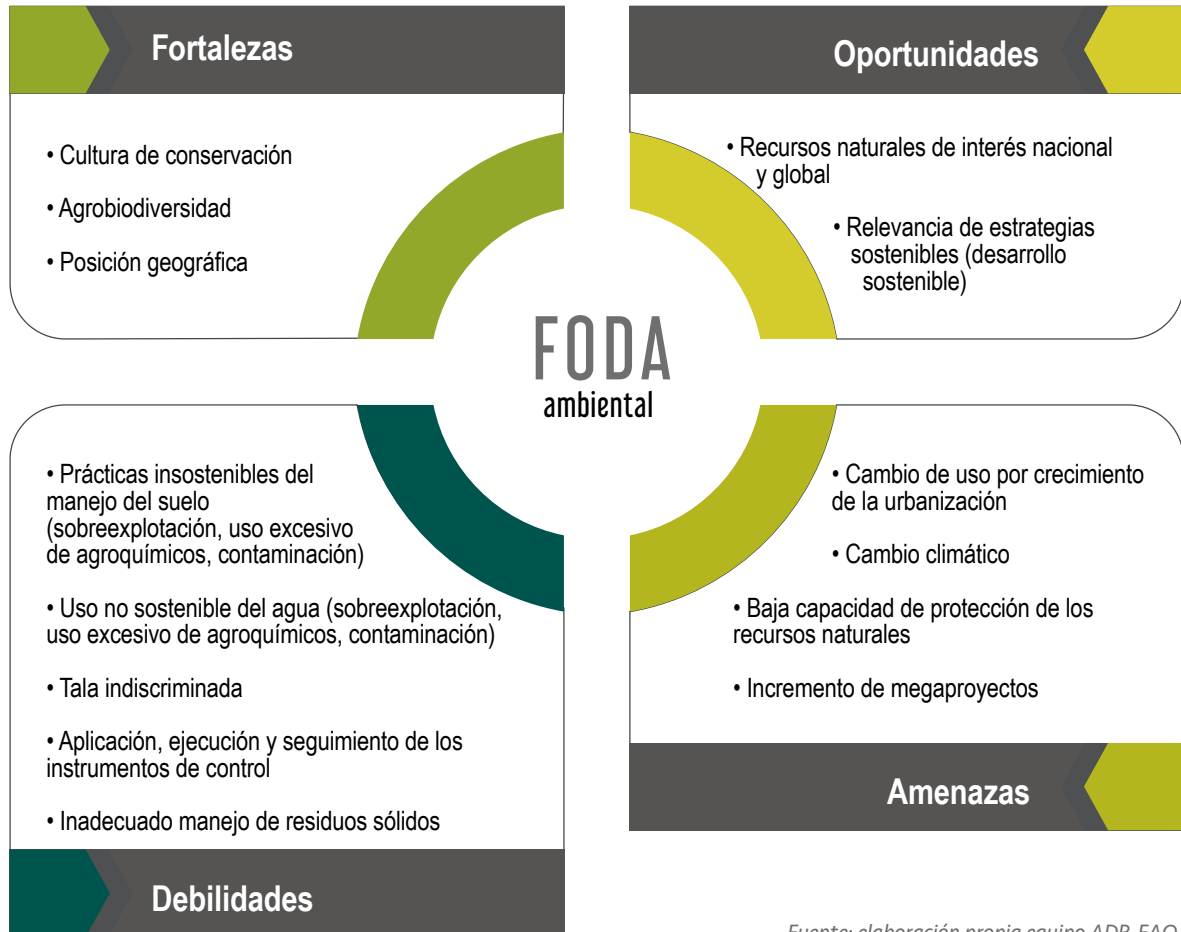 Fortalezas
• Cultura de conservación
• Agrobiodiversidad
• Posición geográfica
Oportunidades
• Recursos naturales de interés nacional
y global
• Relevancia de estrategias
sostenibles (desarrollo
sostenible)
FODA
ambiental
• Prácticas insostenibles del
manejo del suelo
(sobreexplotación, uso excesivo
de agroquímicos, contaminación)
• Uso no sostenible del agua (sobreexplotación,
uso excesivo de agroquímicos, contaminación)
• Tala indiscriminada
• Aplicación, ejecución y seguimiento de los
instrumentos de control
• Inadecuado manejo de residuos sólidos
Debilidades
• Cambio de uso por crecimiento
de la urbanización
• Cambio climático
• Baja capacidad de protección de los
recursos naturales
• Incremento de megaproyectos
Amenazas
Fuente: elaboración propia equipo ADR-FAO